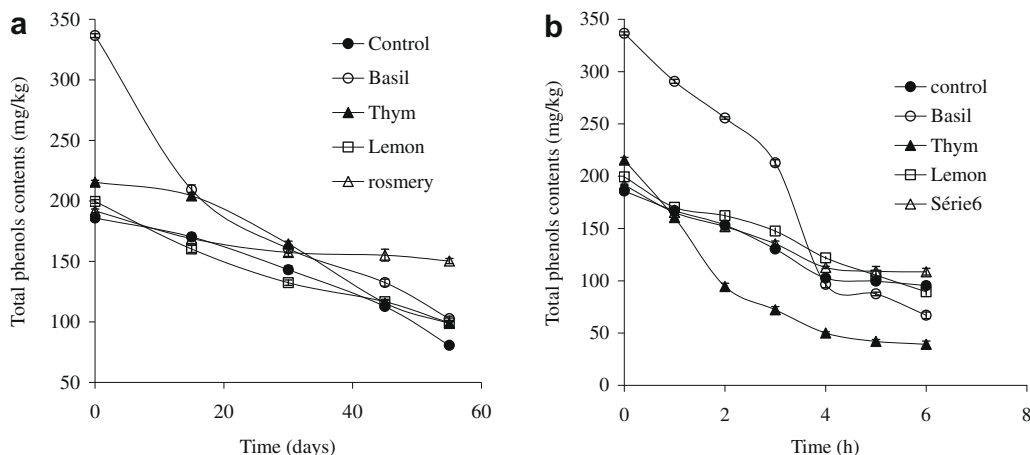 a
Total phenols contents (mg/kg)
350
300
250
200
150
100
50
0
20
40
60
Time (days)
Control
Basil
Thym
Lemon
rosmery
b
Total phenols contents (mg/kg)
350
300
250
200
150
100
50
0
0
2
4
6
8
Time (h)
control
Basil
Thym
Lemon
Série6